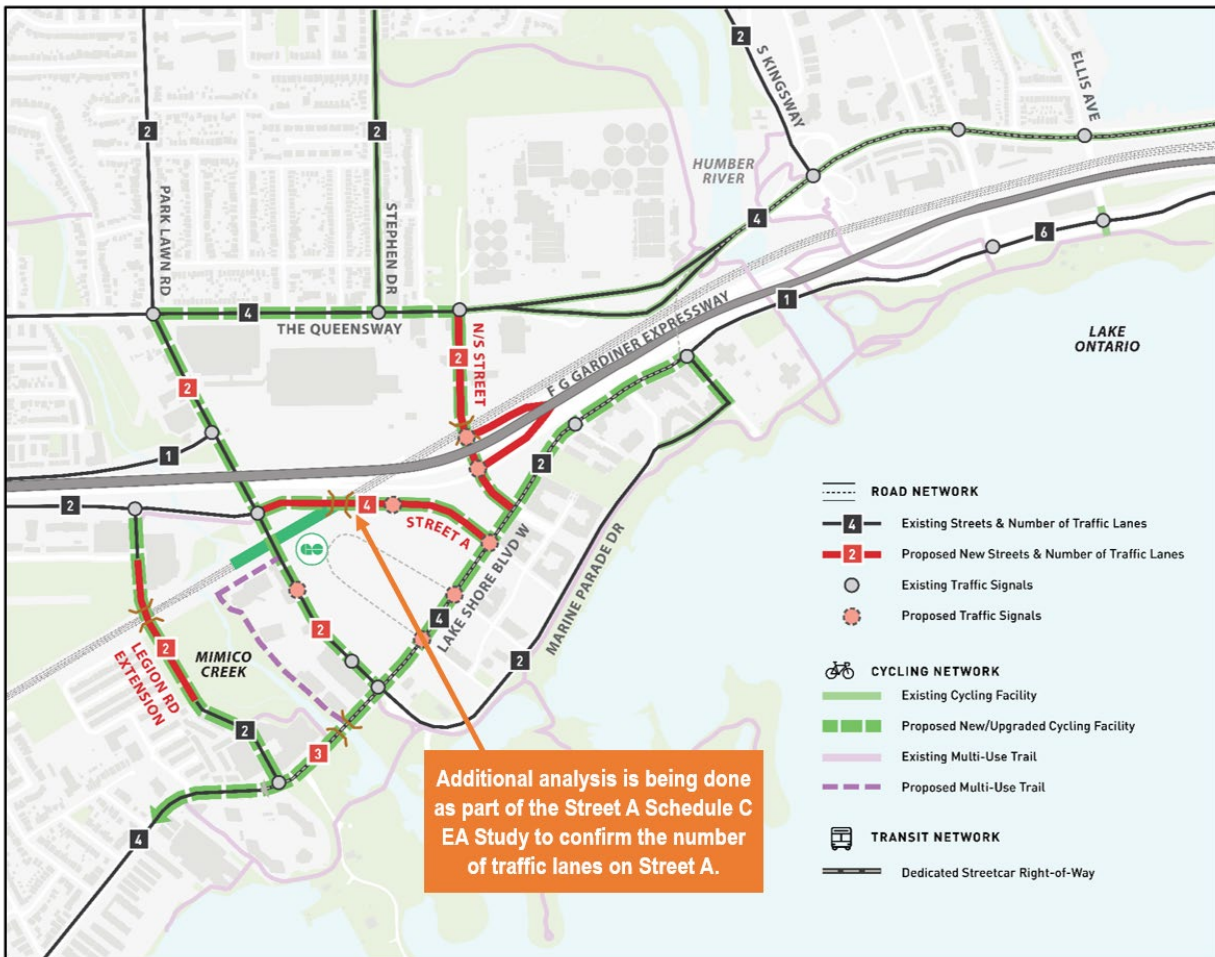 2
2
2
S KINGSWAY
ELLIS AVE
HUMBER
RIVER
PARK LAWN RD
STEPHEN DR
4
6
4
THE QUEENSWAY
N/S STREET
2
F G GARDINER EXPRESSWAY
1
LAKE
ONTARIO
2
1
2
2
4
STREET A
LAKE SHORE BLVD W
MARINE PARADE DR
4
2
2
LEGION RD
EXTENSION
2
MIMICO
CREEK
2
3
4
Additional analysis is being done
as part of the Street A Schedule C
EA Study to confirm the number
of traffic lanes on Street A.
ROAD NETWORK
4 Existing Streets & Number of Traffic Lanes
2 Proposed New Streets & Number of Traffic Lanes
Existing Traffic Signals
Proposed Traffic Signals
CYCLING NETWORK
Existing Cycling Facility
Proposed New/Upgraded Cycling Facility
Existing Multi-Use Trail
Proposed Multi-Use Trail
TRANSIT NETWORK
Dedicated Streetcar Right-of-Way